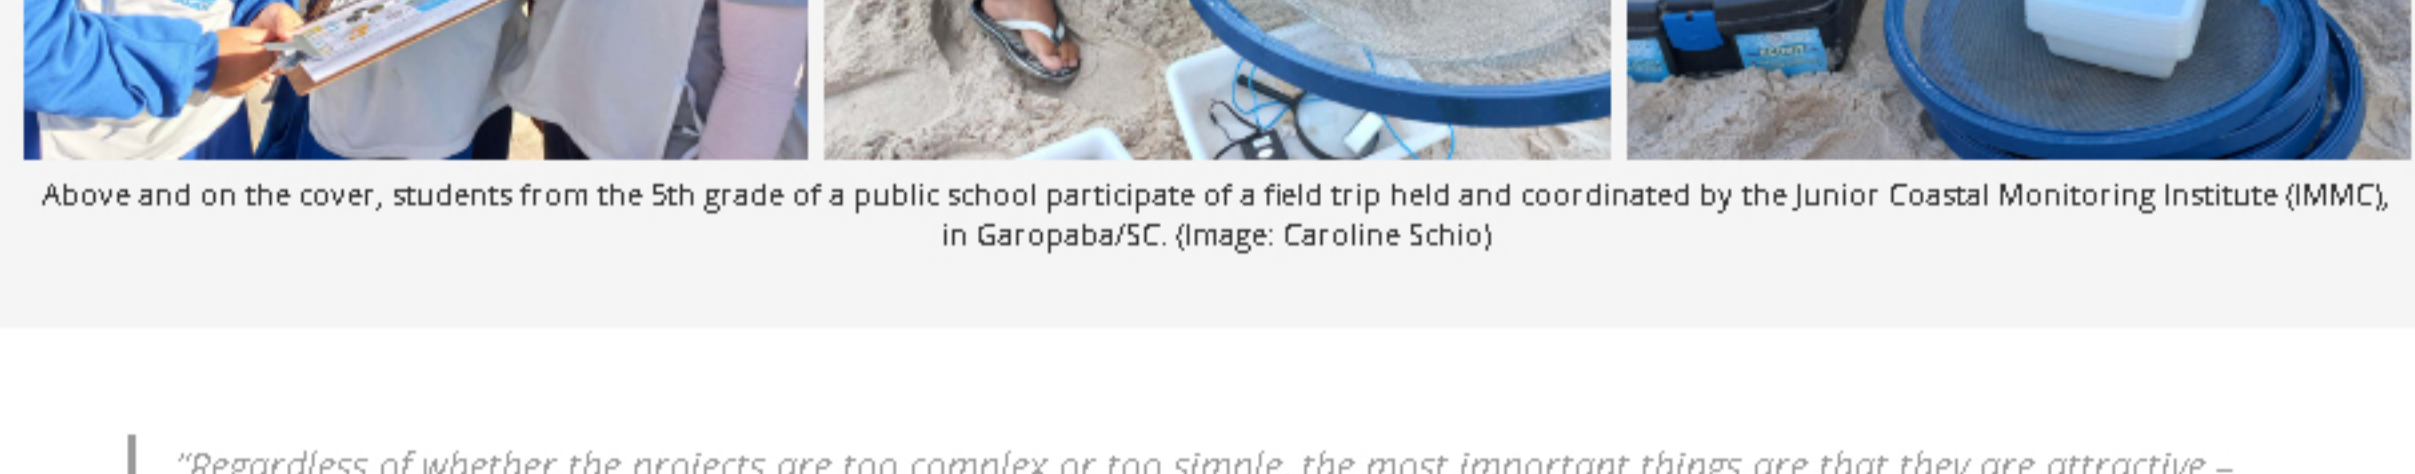 Above and on the cover, students from the 5th grade of a public school participate of a field trip held and coordinated by the Junior Coastal Monitoring Institute (IMMC),
in Garopaba/SC. (Image: Caroline Schio)
“Regardless of whether the projects are too complex or too simple, the most important things are that they are attractive –